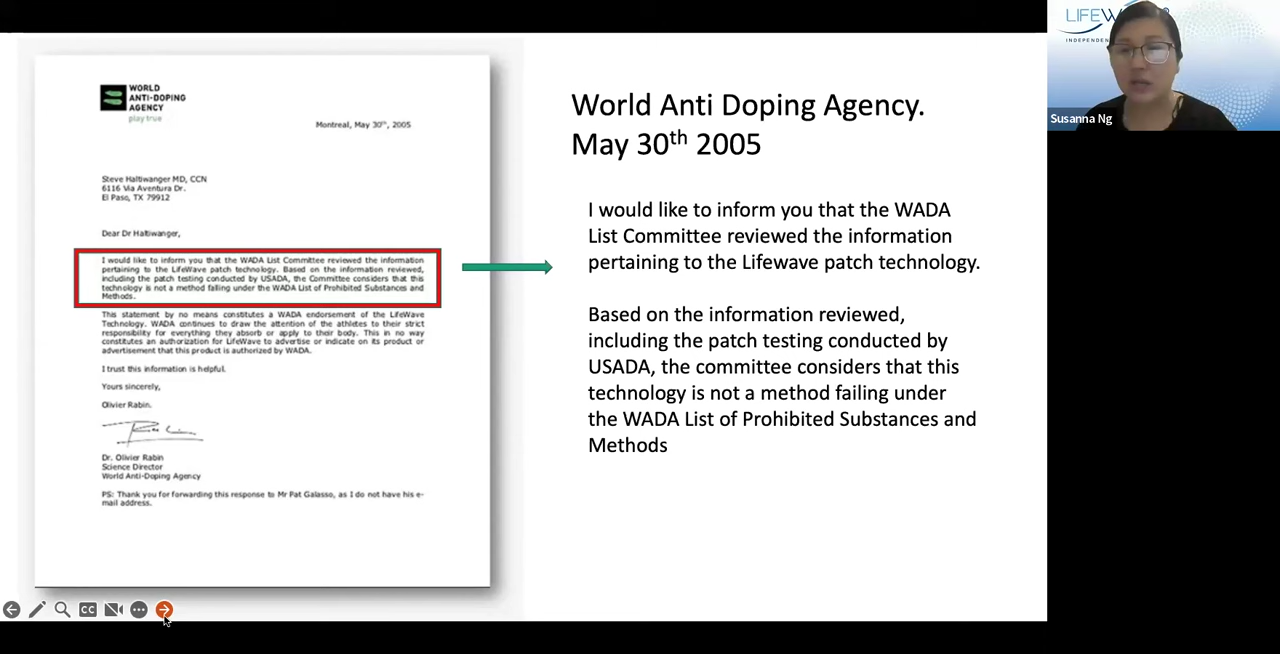 WORLD
ANTI-DOPING
AGENCY
play true
Montreal, May 30th, 2005
Steve Haltiwanger MD, CCN
6116 Via Aventura Dr.
El Paso, TX 79912
Dear Dr Haltiwanger,
I would like to inform you that the WADA List Committee reviewed the information
pertaining to the LifeWave patch technology. Based on the information reviewed,
including the patch testing conducted by USADA, the Committee considers that this
technology is not a method falling under the WADA List of Prohibited Substances and
Methods.
This statement by no means constitutes a WADA endorsement of the LifeWave
Technology. WADA continues to draw the attention of the athletes to their strict
responsibility for everything they absorb or apply to their body. This in no way
constitutes an authorization for LifeWave to advertise or indicate on its product or
advertisement that this product is authorized by WADA.
I trust this information is helpful.
Yours sincerely,
Olivier Rabin.
Dr. Olivier Rabin
Science Director
World Anti-Doping Agency
PS: Thank you for forwarding this response to Mr Pat Galasso, as I do not have his e-
mail address.
World Anti Doping Agency.
May 30th 2005
I would like to inform you that the WADA
List Committee reviewed the information
pertaining to the Lifewave patch technology.
Based on the information reviewed,
including the patch testing conducted by
USADA, the committee considers that this
technology is not a method failing under
the WADA List of Prohibited Substances and
Methods
CC
LIFEW
INDEPENDEN
Susanna Ng